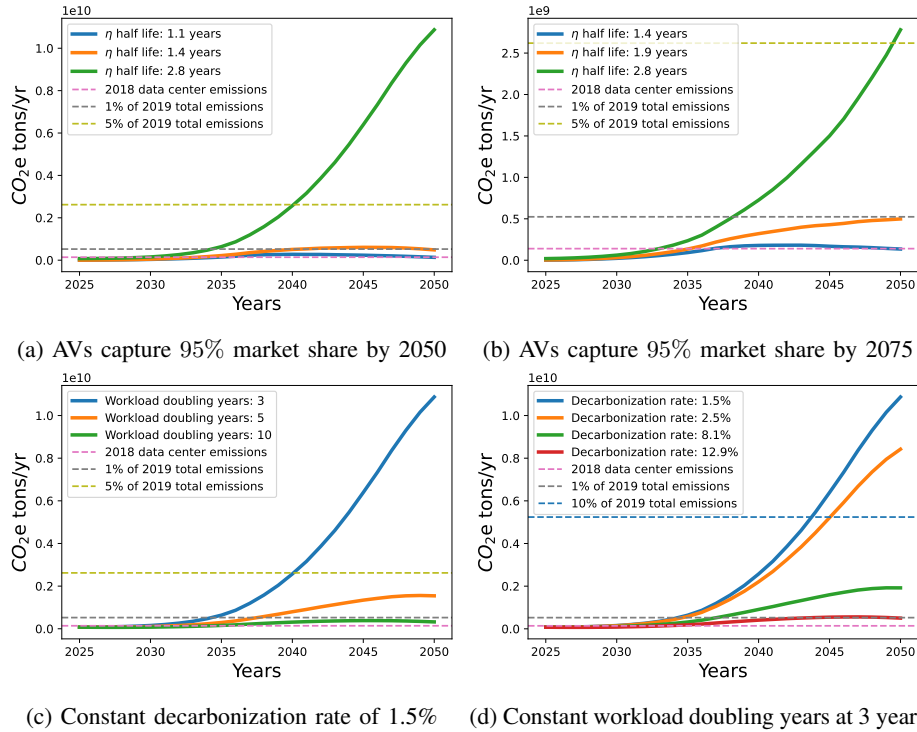 1e10
CO2e tons/yr
1.0
0.8
0.6
0.4
0.2
0.0
η half life: 1.1 years
η half life: 1.4 years
η half life: 2.8 years
2018 data center emissions
1% of 2019 total emissions
5% of 2019 total emissions
2025 2030 2035 2040 2045 2050
Years
(a) AVs capture 95% market share by 2050
1e9
CO2e tons/yr
2.5
2.0
1.5
1.0
0.5
0.0
η half life: 1.4 years
η half life: 1.9 years
η half life: 2.8 years
2018 data center emissions
1% of 2019 total emissions
5% of 2019 total emissions
2025 2030 2035 2040 2045 2050
Years
(b) AVs capture 95% market share by 2075
1e10
CO2e tons/yr
1.0
0.8
0.6
0.4
0.2
0.0
Workload doubling years: 3
Workload doubling years: 5
Workload doubling years: 10
2018 data center emissions
1% of 2019 total emissions
5% of 2019 total emissions
2025 2030 2035 2040 2045 2050
Years
(c) Constant decarbonization rate of 1.5%
1e10
CO2e tons/yr
1.0
0.8
0.6
0.4
0.2
0.0
Decarbonization rate: 1.5%
Decarbonization rate: 2.5%
Decarbonization rate: 8.1%
Decarbonization rate: 12.9%
2018 data center emissions
1% of 2019 total emissions
10% of 2019 total emissions
2025 2030 2035 2040 2045 2050
Years
(d) Constant workload doubling years at 3 year